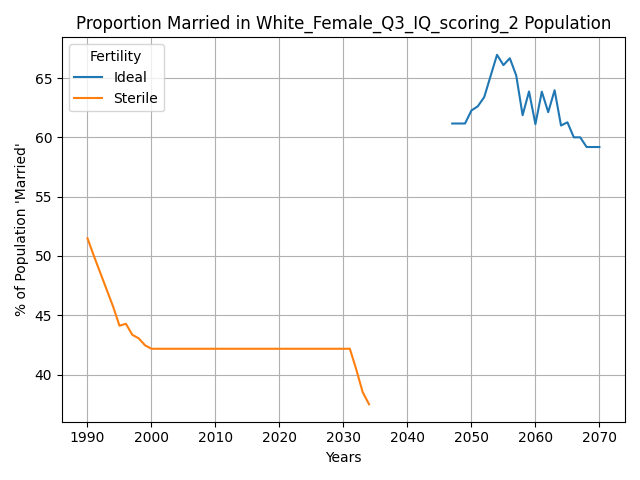 Proportion Married in White_Female_Q3_IQ_scoring_2 Population
Fertility
Ideal
Sterile
% of Population 'Married'
65
60
55
50
45
40
1990 2000 2010 2020 2030 2040 2050 2060 2070
Years